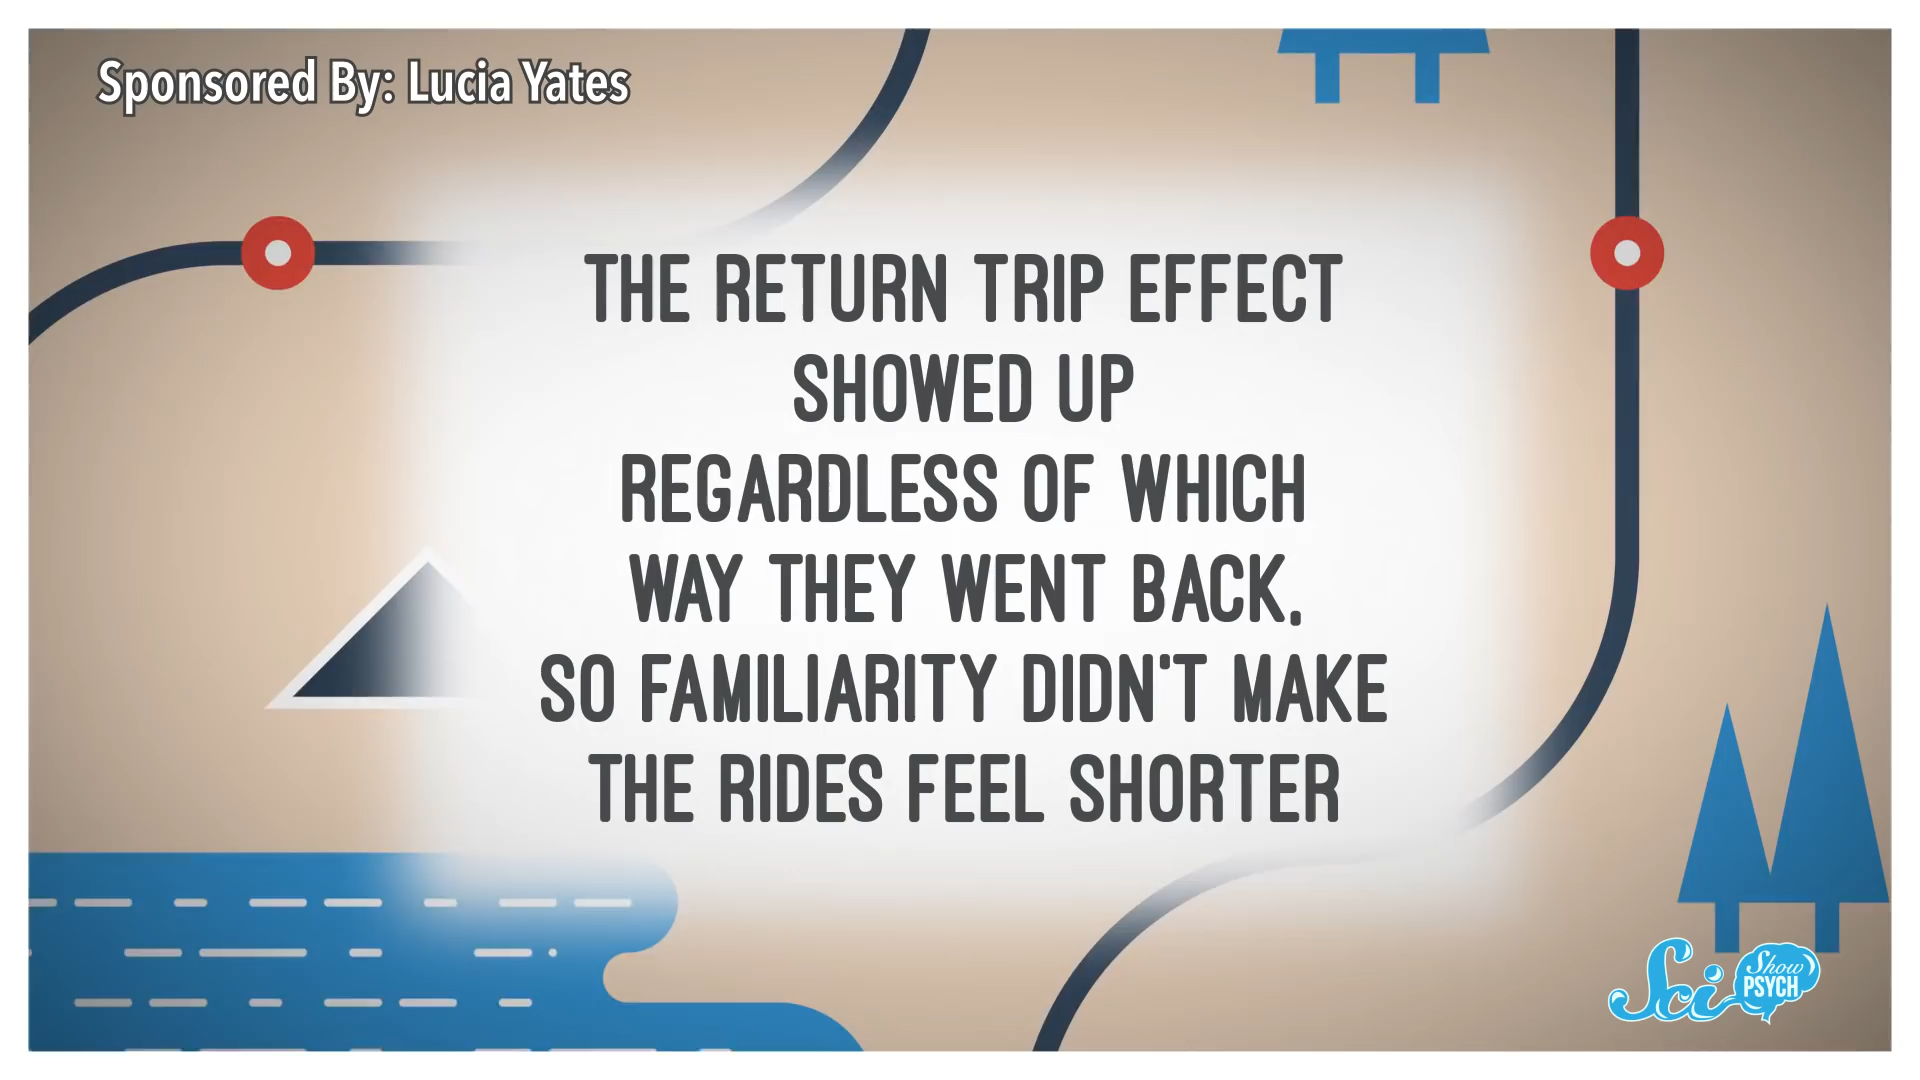 Sponsored By: Lucia Yates
THE RETURN TRIP EFFECT
SHOWED UP
REGARDLESS OF WHICH
WAY THEY WENT BACK,
SO FAMILIARITY DIDN'T MAKE
THE RIDES FEEL SHORTER
Sci Show
PSYCH